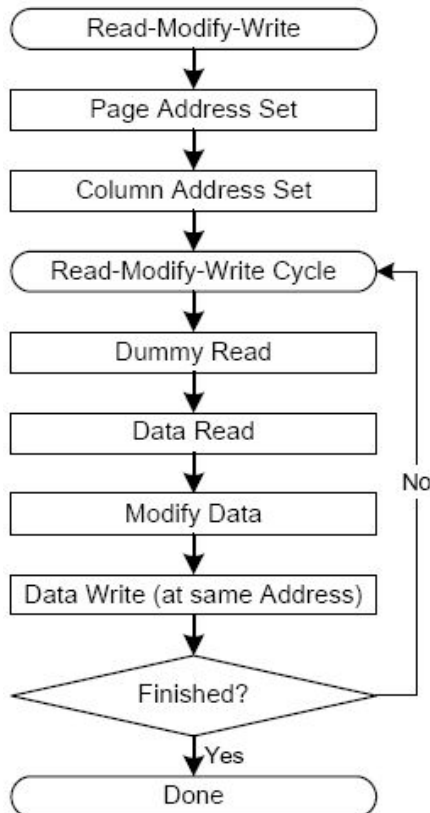 Read-Modify-Write
Page Address Set
Column Address Set
Read-Modify-Write Cycle
Dummy Read
Data Read
No
Modify Data
Data Write (at same Address)
Finished?
Yes
Done